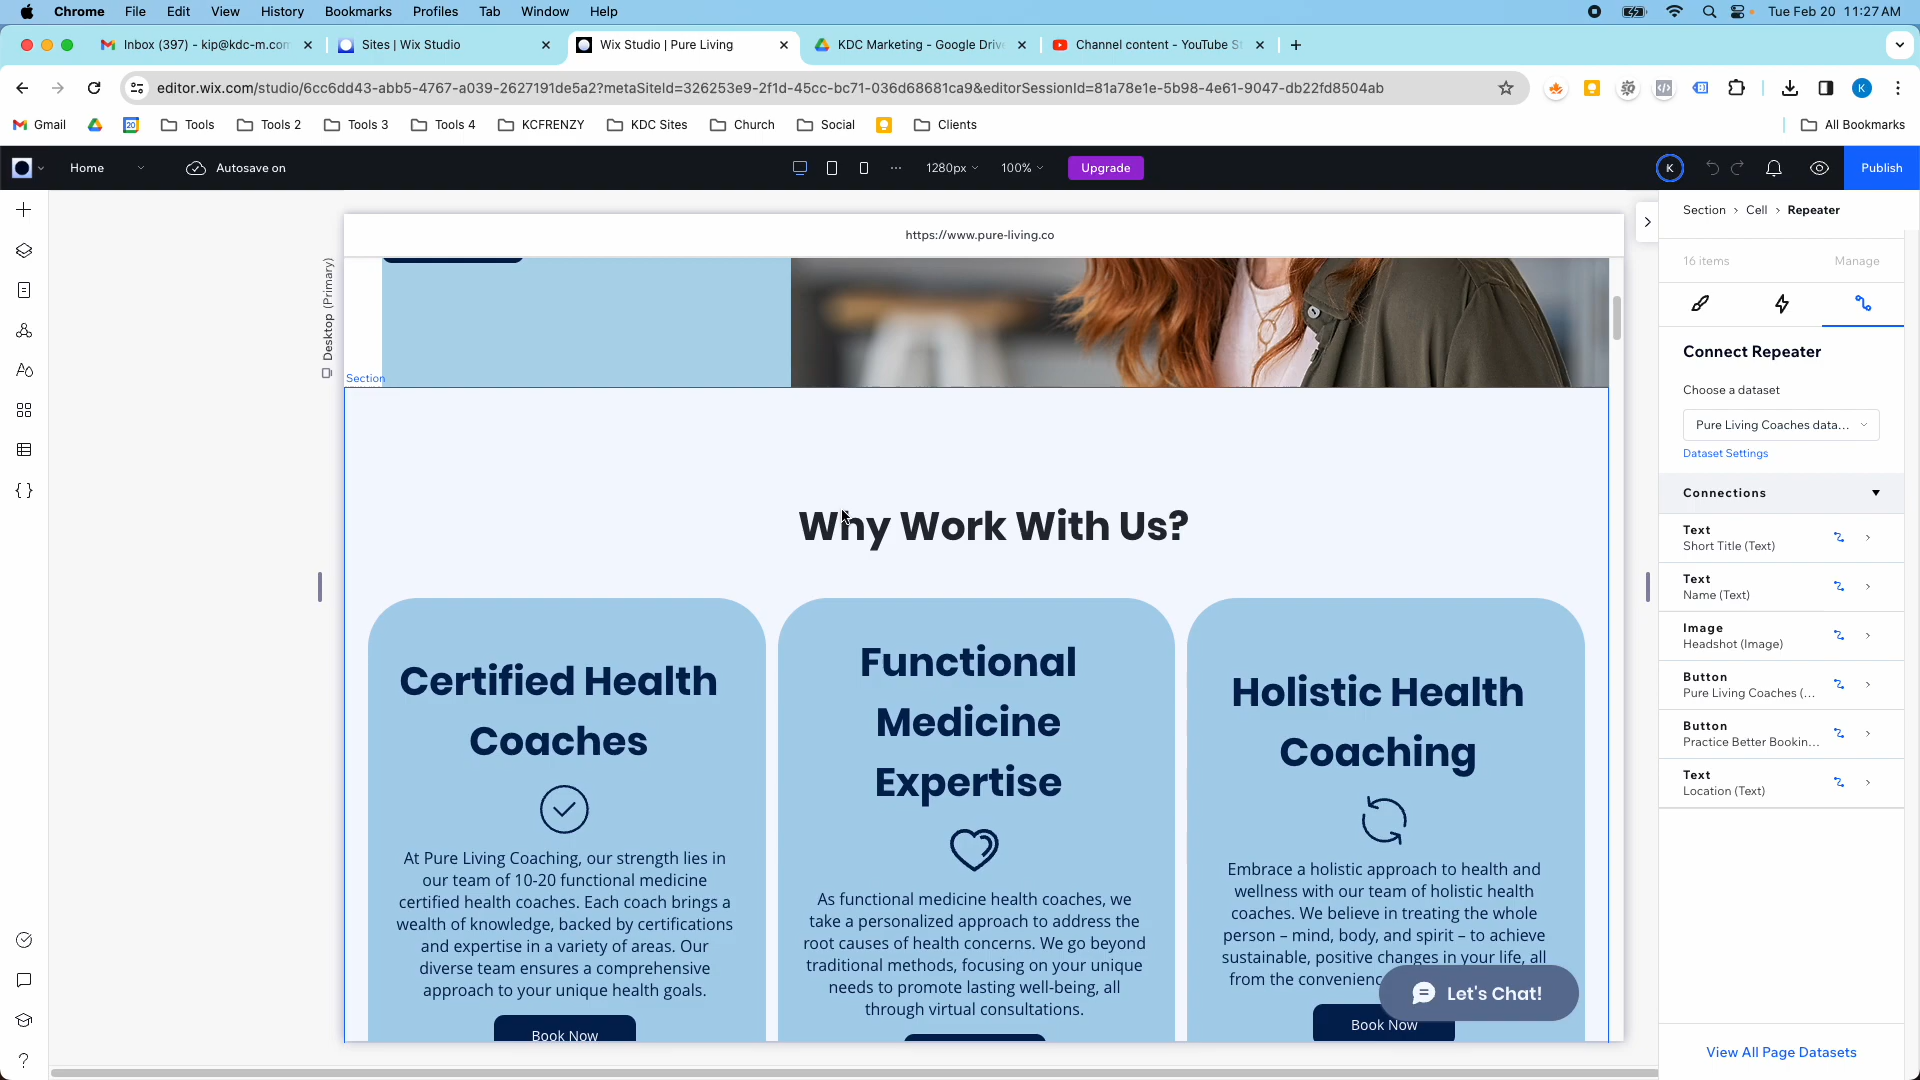 Chrome File Edit View History Bookmarks Profiles Tab Window Help
Tue Feb 20 11:27 AM
Inbox (397) - kip@kdc-m.con
Sites | Wix Studio
Wix Studio | Pure Living
KDC Marketing - Google Driv
Channel content - YouTube S
editor.wix.com/studio/6cc6dd43-abb5-4767-a039-2627191de5a2?metaSiteId=326253e9-2f1d-45cc-bc71-036d68681ca9&editorSessionId=81a78e1e-5b98-4e61-9047-db22fd8504ab
K
Gmail
20
Tools
Tools 2
Tools 3
Tools 4
KCFRENZY
KDC Sites
Church
Social
Clients
All Bookmarks
Home
Autosave on
1280px
100%
Upgrade
K
Publish
Section > Cell > Repeater
https://www.pure-living.co
16 items
Manage
Desktop (Primary)
Connect Repeater
Choose a dataset
Pure Living Coaches data...
Dataset Settings
Connections
Text
Short Title (Text)
Text
Name (Text)
Image
Headshot (Image)
Button
Pure Living Coaches (...
Button
Practice Better Bookin...
Text
Location (Text)
View All Page Datasets
Section
Why Work With Us?
Certified Health
Coaches
At Pure Living Coaching, our strength lies in
our team of 10-20 functional medicine
certified health coaches. Each coach brings a
wealth of knowledge, backed by certifications
and expertise in a variety of areas. Our
diverse team ensures a comprehensive
approach to your unique health goals.
Book Now
Functional
Medicine
Expertise
As functional medicine health coaches, we
take a personalized approach to address the
root causes of health concerns. We go beyond
traditional methods, focusing on your unique
needs to promote lasting well-being, all
through virtual consultations.
Holistic Health
Coaching
Embrace a holistic approach to health and
wellness with our team of holistic health
coaches. We believe in treating the whole
person – mind, body, and spirit – to achieve
sustainable, positive changes in your life, all
from the convenienc
Book Now
Let's Chat!